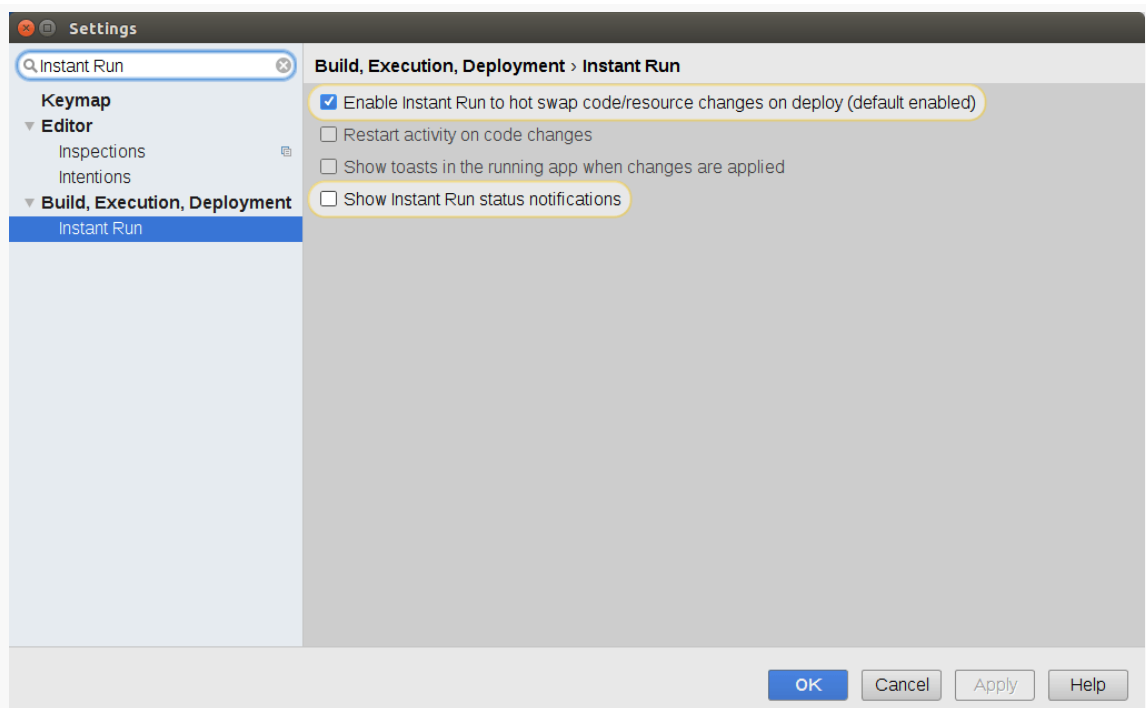 Settings
Instant Run
Keymap
Editor
Inspections
Intentions
Build, Execution, Deployment
Instant Run
Build, Execution, Deployment › Instant Run
Enable Instant Run to hot swap code/resource changes on deploy (default enabled)
Restart activity on code changes
Show toasts in the running app when changes are applied
Show Instant Run status notifications
OK
Cancel
Apply
Help